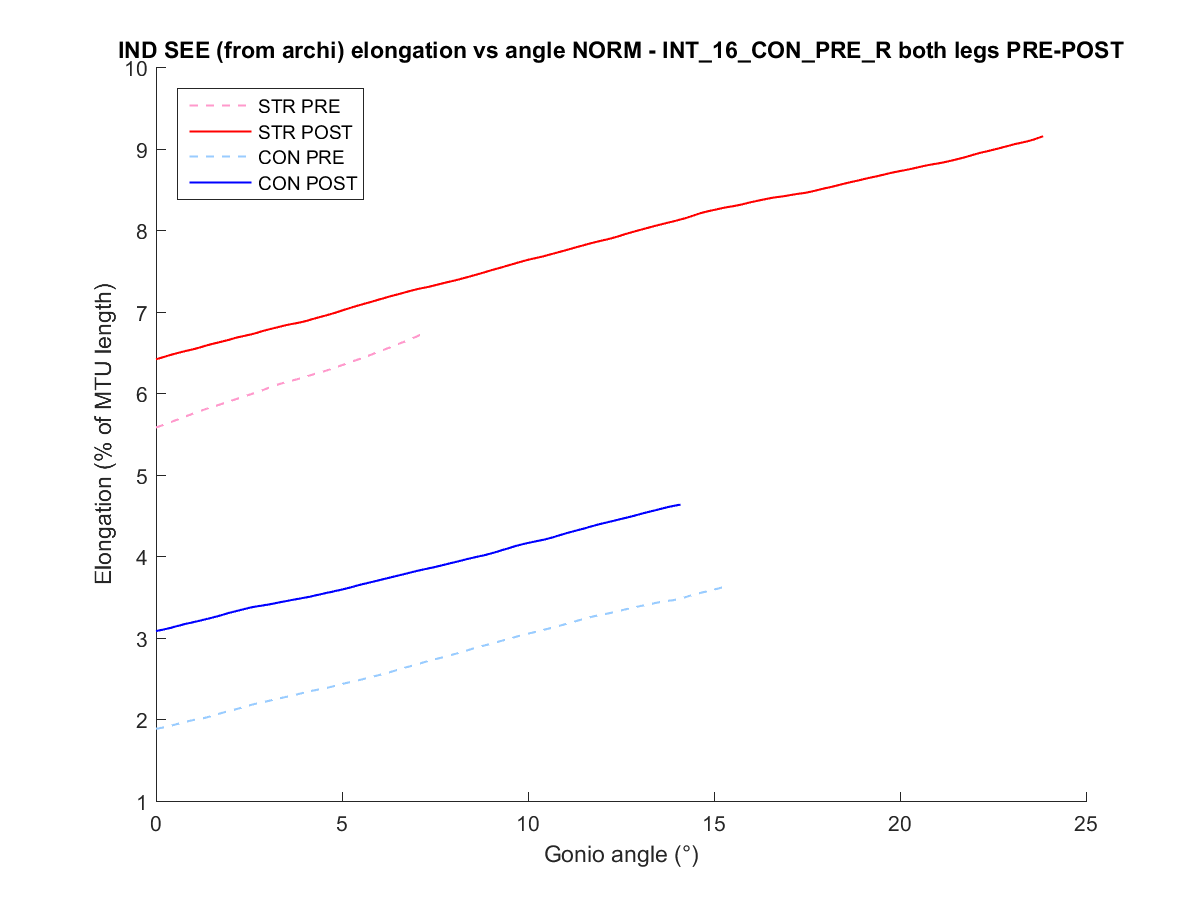 IND SEE (from archi) elongation vs angle NORM - INT_16_CON_PRE_R both legs PRE-POST
10
9
8
7
6
5
4
3
2
1
STR PRE
STR POST
CON PRE
CON POST
Elongation (% of MTU length)
0 5 10 15 20 25
Gonio angle (°)